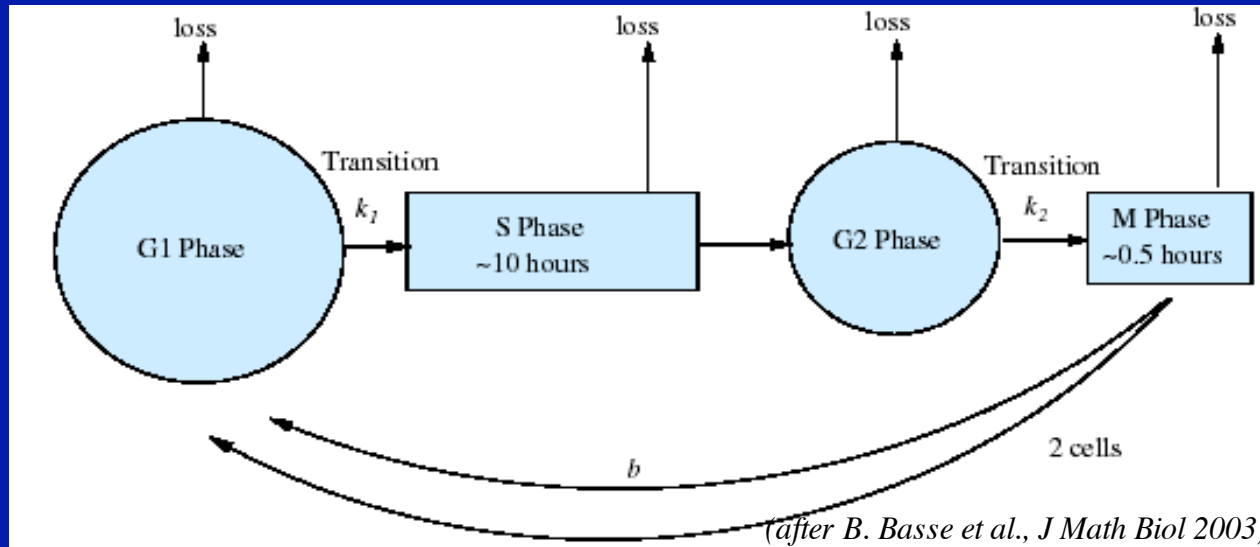 loss
loss
loss
loss
Transition
k1
Transition
k2
G1 Phase
S Phase
~10 hours
G2 Phase
M Phase
~0.5 hours
b
2 cells
(after B. Basse et al., J Math Biol 2003)